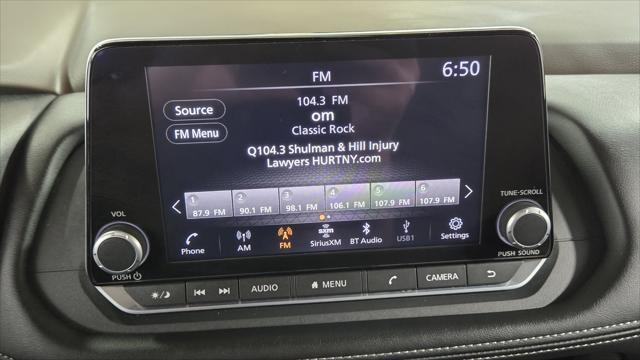 FM
6:50
Source
FM Menu
104.3 FM
om
Classic Rock
Q104.3 Shulman & Hill Injury
Lawyers HURTNY.com
1 2 3 4 5 6
87.9 FM 90.1 FM 98.1 FM 106.1 FM 107.9 FM 107.9 FM
Phone AM FM sxm SiriusXM BT Audio USB1 Settings
VOL
PUSH
TUNE·SCROLL
PUSH SOUND
AUDIO MENU CAMERA